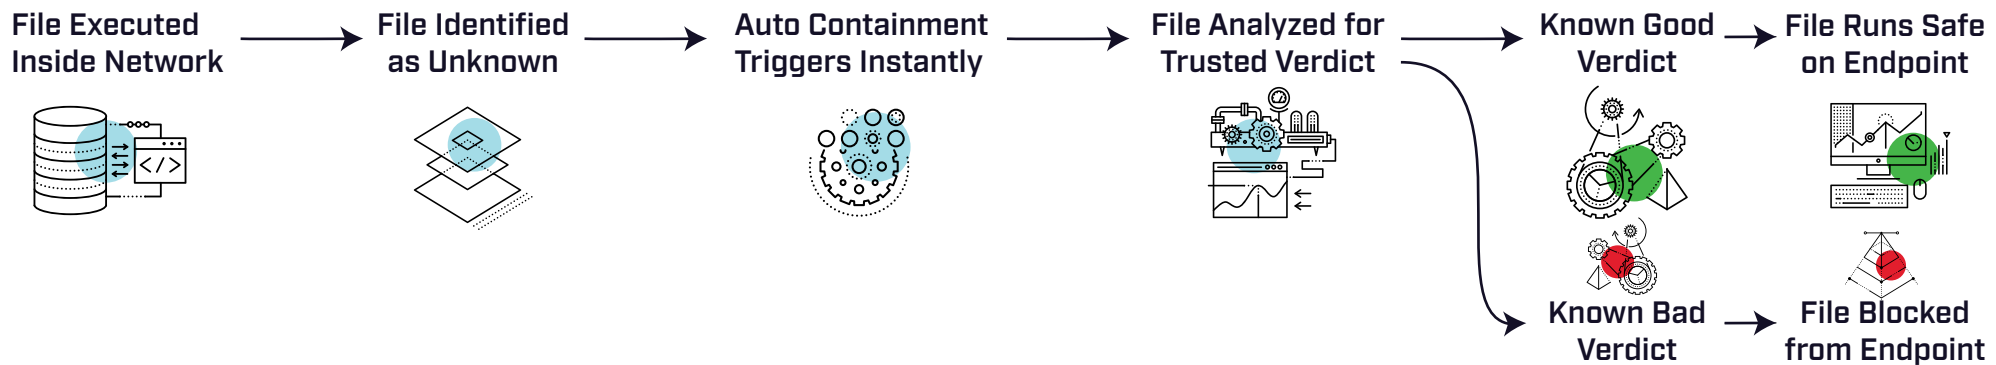 File Executed
Inside Network
File Identified
as Unknown
Auto Containment
Triggers Instantly
File Analyzed for
Trusted Verdict
Known Good
Verdict
File Runs Safe
on Endpoint
</>
Known Bad
Verdict
File Blocked
from Endpoint